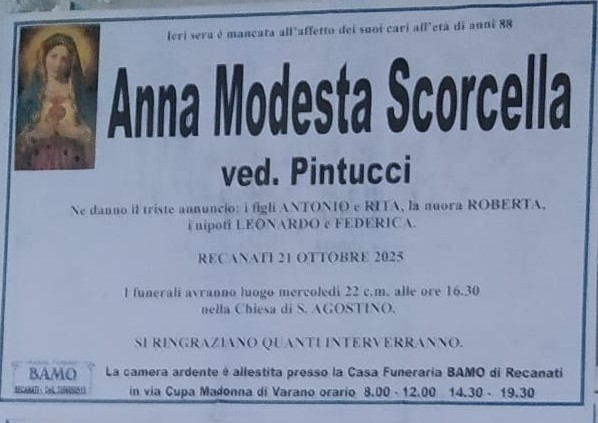 Ieri sera è mancata all'affetto dei suoi cari all'età di anni 88
Anna Modesta Scorcella
ved. Pintucci
Ne danno il triste annuncio: i figli ANTONIO e RITA, la nuora ROBERTA,
i nipoti LEONARDO e FEDERICA.
RECANATI 21 OTTOBRE 2025
I funerali avranno luogo mercoledì 22 c.m. alle ore 16.30
nella Chiesa di S. AGOSTINO.
SI RINGRAZIANO QUANTI INTERVERRANNO.
BAMO
RECANATI - Cell.
La camera ardente è allestita presso la Casa Funeraria BAMO di Recanati
in via Cupa Madonna di Varano orario 8.00 - 12.00 14.30 - 19.30